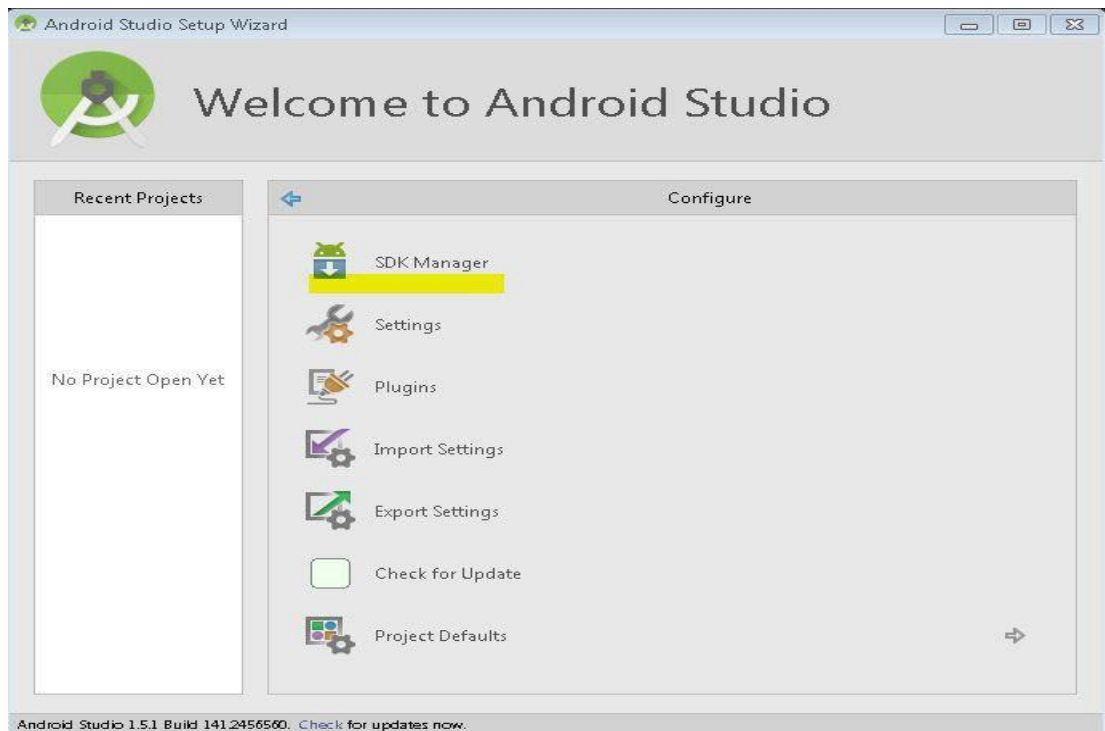 Android Studio Setup Wizard
Welcome to Android Studio
Recent Projects
Configure
No Project Open Yet
SDK Manager
Settings
Plugins
Import Settings
Export Settings
Check for Update
Project Defaults
Android Studio 1.5.1 Build 141.2456560. Check for updates now.